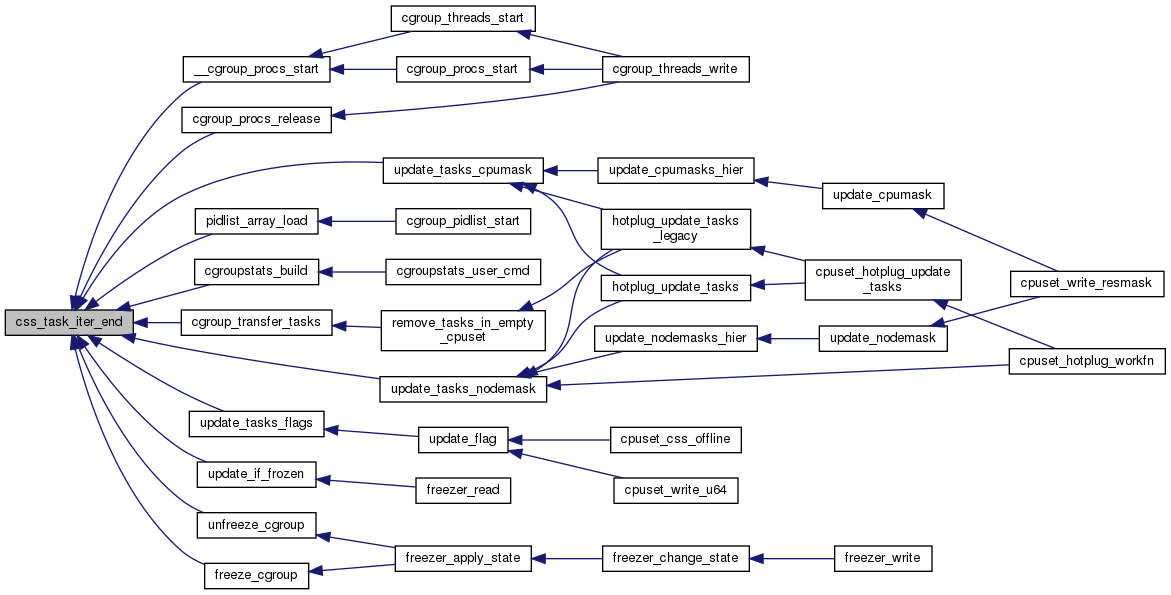 cgroup_threads_start
__cgroup_procs_start
cgroup_procs_start
cgroup_threads_write
cgroup_procs_release
update_tasks_cpumask
update_cpumasks_hier
update_cpumask
pidlist_array_load
cgroup_pidlist_start
hotplug_update_tasks
_legacy
cgroupstats_build
cgroupstats_user_cmd
hotplug_update_tasks
cpuset_hotplug_update
_tasks
cpuset_write_resmask
css_task_iter_end
cgroup_transfer_tasks
remove_tasks_in_empty
_cpuset
update_nodemasks_hier
update_nodemask
cpuset_hotplug_workfn
update_tasks_nodemask
update_tasks_flags
update_flag
cpuset_css_offline
update_if_frozen
freezer_read
cpuset_write_u64
unfreeze_cgroup
freezer_apply_state
freezer_change_state
freezer_write
freeze_cgroup